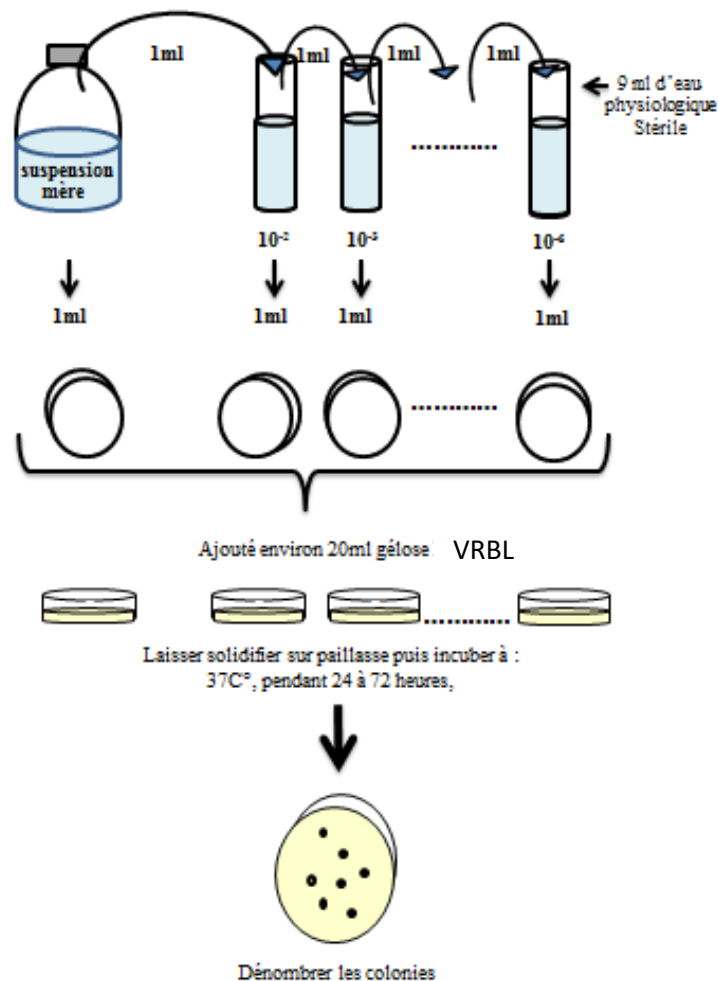 1ml
1ml
1ml
1ml
9 ml d'eau
physiologique
Stérile
suspension
mère
............
10⁻²
10⁻³
10⁻⁶
1ml
1ml
1ml
1ml
............
Ajouté environ 20ml gélose VRBL
............
Laisser solidifier sur paillasse puis incuber à :
37C°, pendant 24 à 72 heures,
Dénombrer les colonies